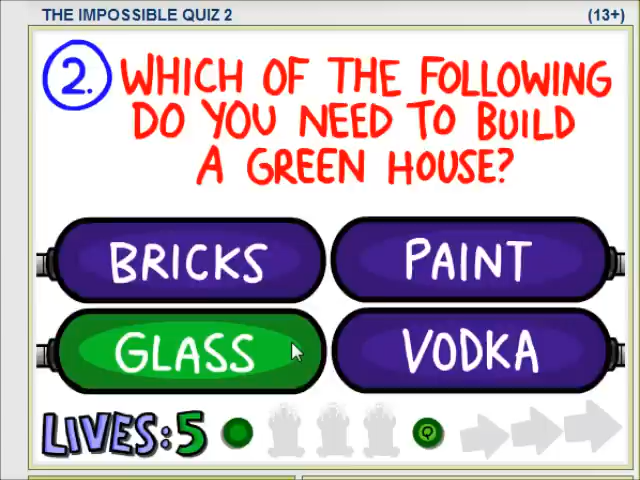 THE IMPOSSIBLE QUIZ 2 (13+)
2. WHICH OF THE FOLLOWING
DO YOU NEED TO BUILD
A GREEN HOUSE?
BRICKS PAINT
GLASS VODKA
LIVES:5